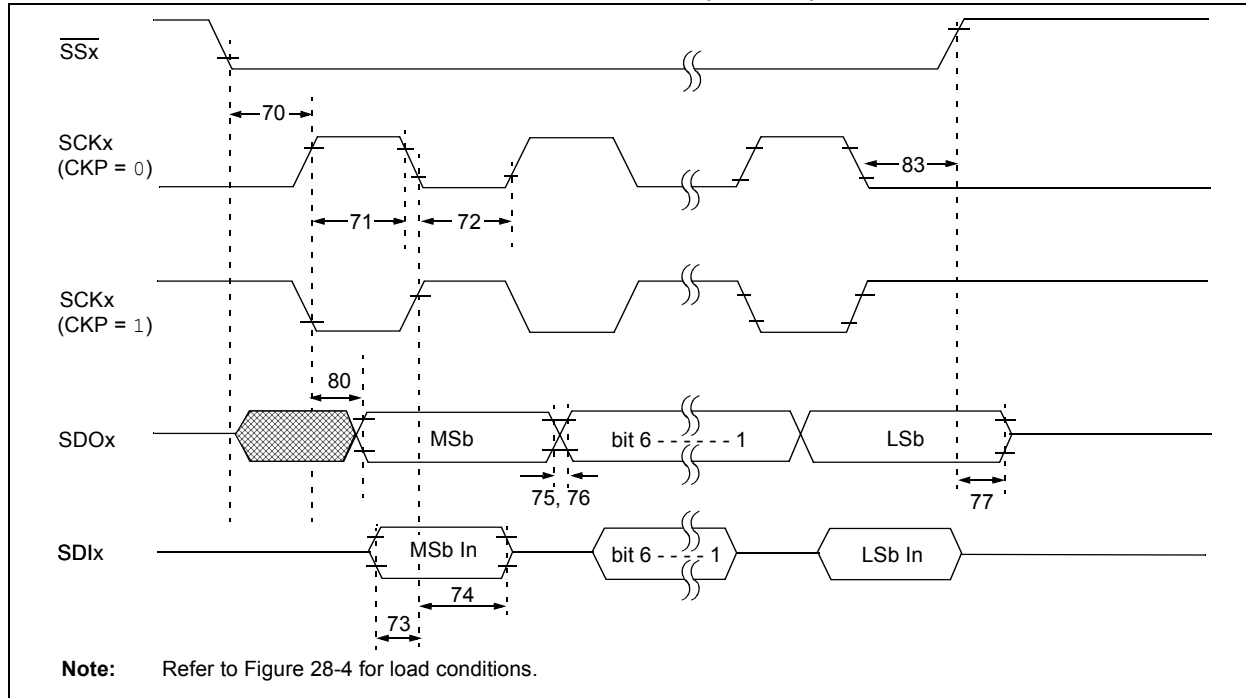 SSx
70
SCKx
(CKP = 0)
83
71
72
SCKx
(CKP = 1)
80
SDOx
MSb
bit 6 - - - - - - 1
LSb
75, 76
77
SDIx
MSb In
bit 6 - - - - 1
LSb In
74
73
Note: Refer to Figure 28-4 for load conditions.